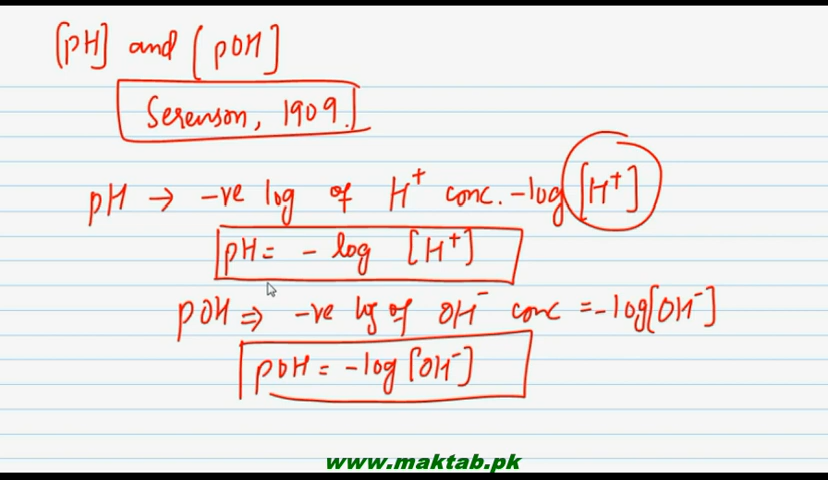 [pH] and [pOH]
Serenson, 1909.
pH → -ve log of H⁺ conc. -log [H⁺]
pH = - log [H⁺]
pOH ⇒ -ve log of OH⁻ conc = -log[OH⁻]
pOH = -log[OH⁻]
www.maktab.pk